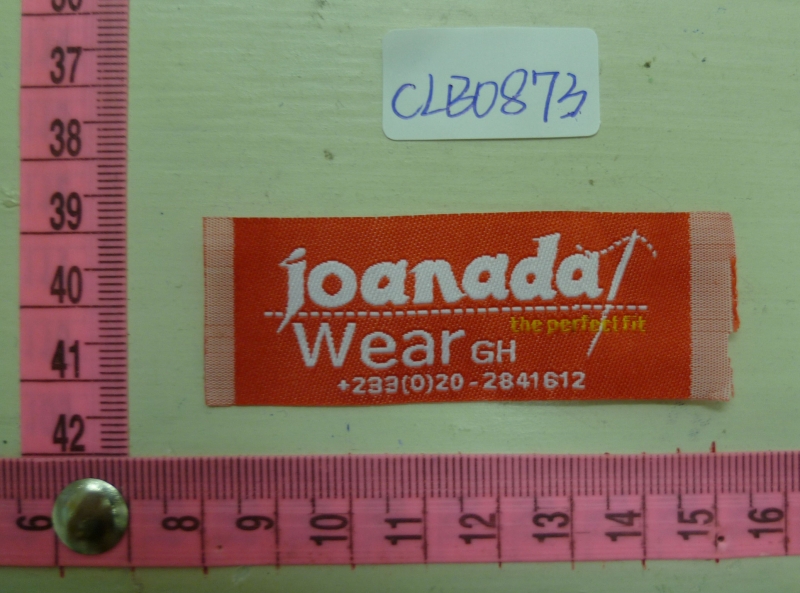 36
37
38
39
40
41
42
CLB0873
joanada
the perfect fit
Wear GH
+233(0)20-2841612
6 8 9 10 11 12 13 14 15 16